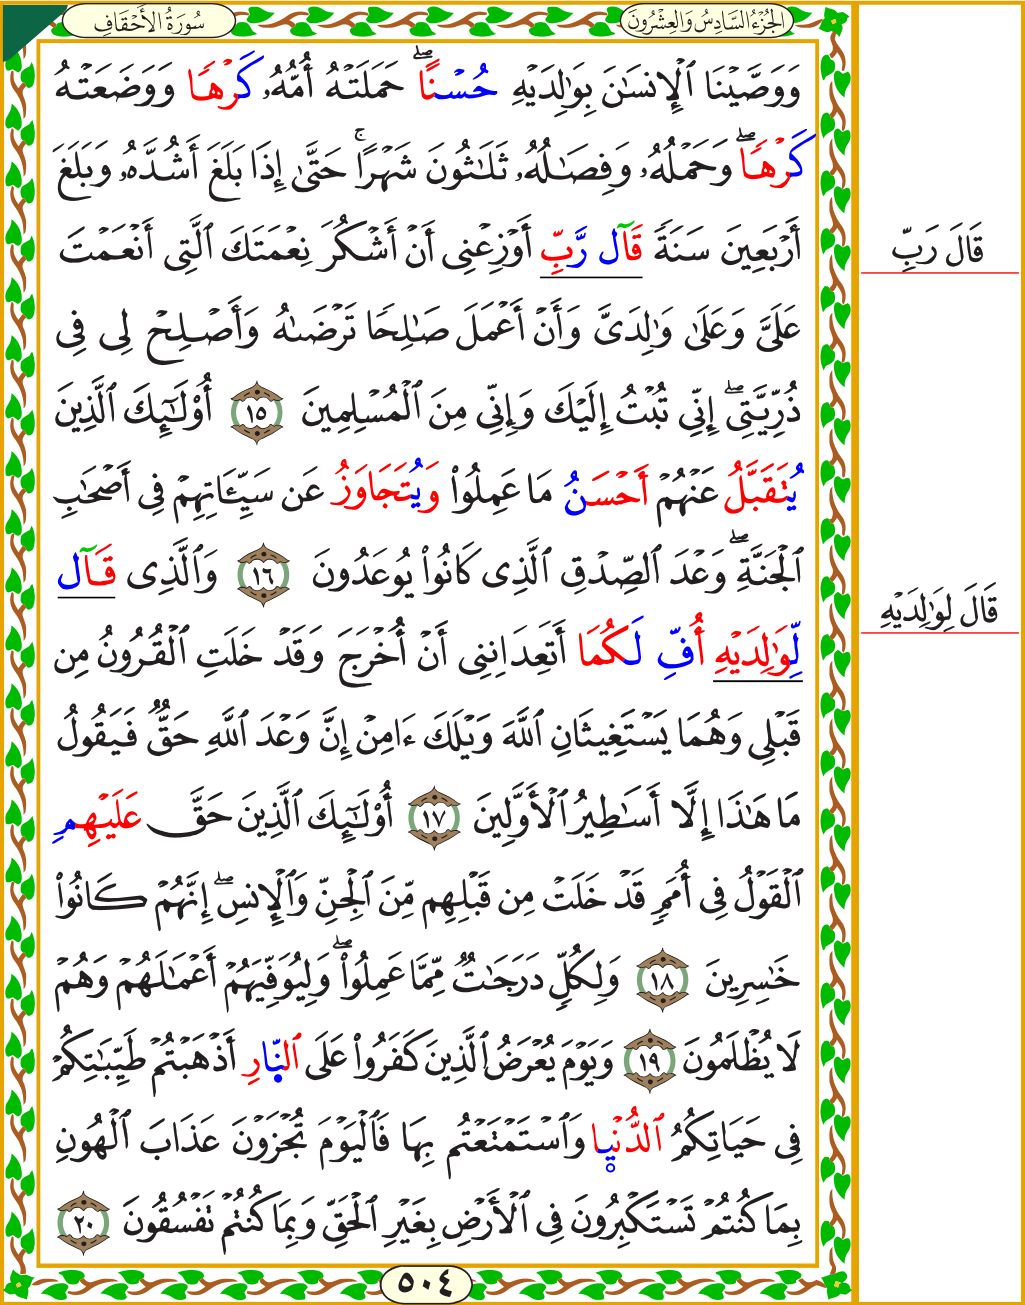 سُورَةُ الأَحْقَافِ
الجُزْءُ السَّادِسُ وَالعِشْرُونَ
وَوَصَّيْنَا ٱلْإِنسَـٰنَ بِوَٰلِدَيْهِ حُسْنًاۖ حَمَلَتْهُ أُمُّهُۥ كَرْهًا وَوَضَعَتْهُ
كَرْهًاۖ وَحَمْلُهُۥ وَفِصَـٰلُهُۥ ثَلَـٰثُونَ شَهْرًاۚ حَتَّىٰٓ إِذَا بَلَغَ أَشُدَّهُۥ وَبَلَغَ
أَرْبَعِينَ سَنَةً قَآل رَّبِّ أَوْزِعْنِىٓ أَنْ أَشْكُرَ نِعْمَتَكَ ٱلَّتِىٓ أَنْعَمْتَ
قَالَ رَبِّ
عَلَىَّ وَعَلَىٰ وَٰلِدَىَّ وَأَنْ أَعْمَلَ صَـٰلِحًا تَرْضَىٰهُ وَأَصْلِحْ لِى فِى
ذُرِّيَّتِىٓۖ إِنِّى تُبْتُ إِلَيْكَ وَإِنِّى مِنَ ٱلْمُسْلِمِينَ ١٥ أُو۟لَـٰٓئِكَ ٱلَّذِينَ
يُتَقَبَّلُ عَنْهُمْ أَحْسَنُ مَا عَمِلُوا۟ وَيُتَجَاوَزُ عَن سَيِّـَٔاتِهِمْ فِىٓ أَصْحَـٰبِ
ٱلْجَنَّةِۖ وَعْدَ ٱلصِّدْقِ ٱلَّذِى كَانُوا۟ يُوعَدُونَ ١٦ وَٱلَّذِى قَآل
لِّوَٰلِدَيْهِ أُفِّ لَكُمَآ أَتَعِدَانِنِىٓ أَنْ أُخْرَجَ وَقَدْ خَلَتِ ٱلْقُرُونُ مِن
قَالَ لِوَٰلِدَيْهِ
قَبْلِى وَهُمَا يَسْتَغِيثَانِ ٱللَّهَ وَيْلَكَ ءَامِنْ إِنَّ وَعْدَ ٱللَّهِ حَقٌّ فَيَقُولُ
مَا هَـٰذَآ إِلَّآ أَسَـٰطِيرُ ٱلْأَوَّلِينَ ١٧ أُو۟لَـٰٓئِكَ ٱلَّذِينَ حَقَّ عَلَيْهِمِ
ٱلْقَوْلُ فِىٓ أُمَمٍ قَدْ خَلَتْ مِن قَبْلِهِم مِّنَ ٱلْجِنِّ وَٱلْإِنسِۖ إِنَّهُمْ كَانُوا۟
خَـٰسِرِينَ ١٨ وَلِكُلٍّ دَرَجَـٰتٌ مِّمَّا عَمِلُوا۟ۖ وَلِيُوَفِّيَهُمْ أَعْمَـٰلَهُمْ وَهُمْ
لَا يُظْلَمُونَ ١٩ وَيَوْمَ يُعْرَضُ ٱلَّذِينَ كَفَرُوا۟ عَلَى ٱلنَّارِ أَذْهَبْتُمْ طَيِّبَـٰتِكُمْ
فِى حَيَاتِكُمُ ٱلدُّنْيَا وَٱسْتَمْتَعْتُم بِهَا فَٱلْيَوْمَ تُجْزَوْنَ عَذَابَ ٱلْهُونِ
بِمَا كُنتُمْ تَسْتَكْبِرُونَ فِى ٱلْأَرْضِ بِغَيْرِ ٱلْحَقِّ وَبِمَا كُنتُمْ تَفْسُقُونَ ٢٠
٥٠٤